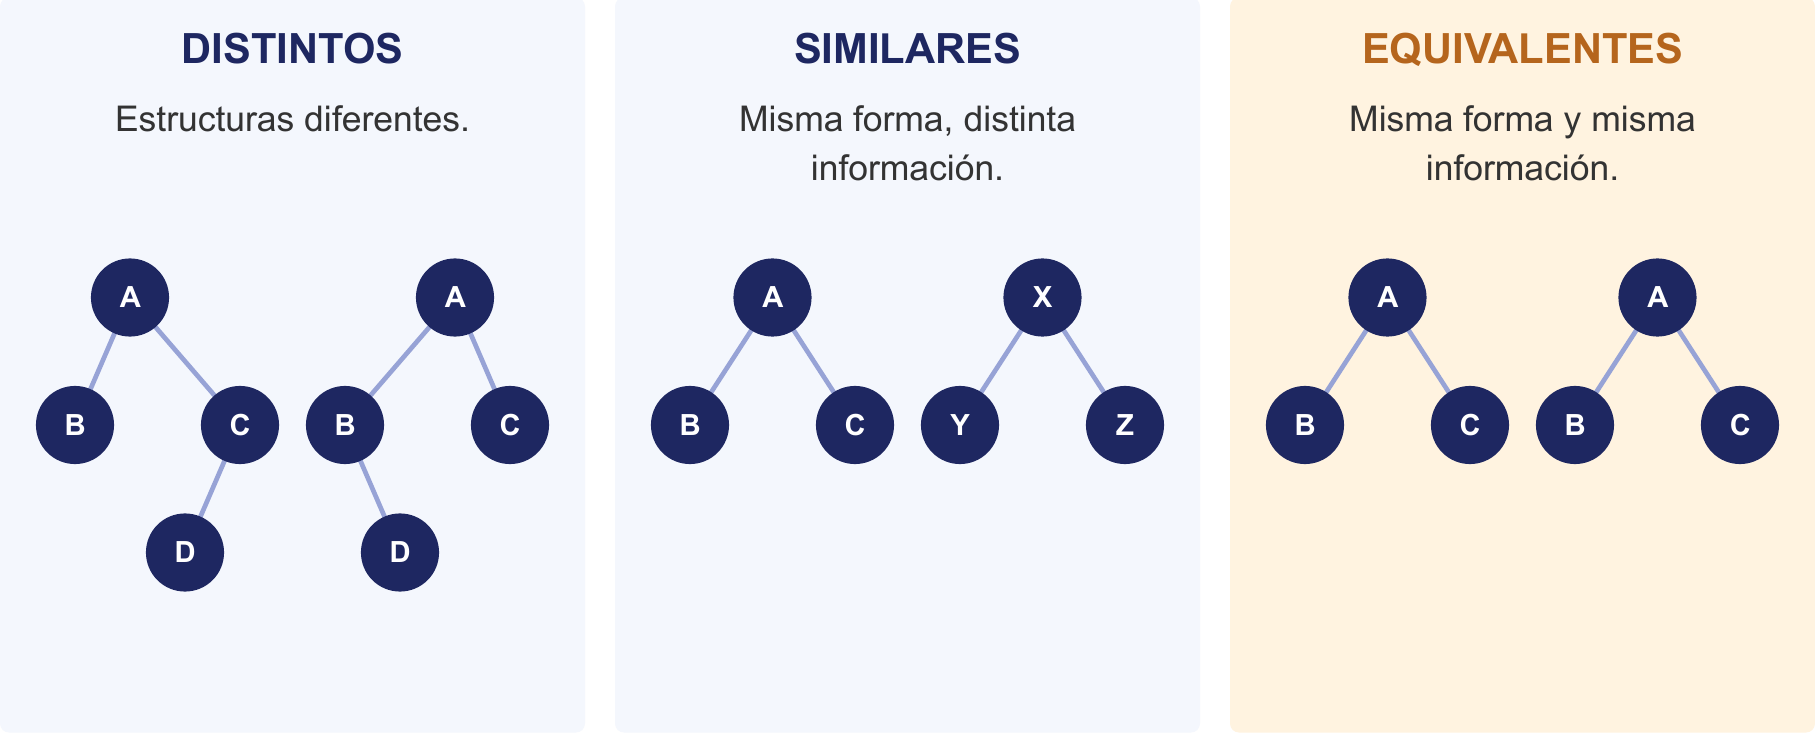 DISTINTOS
Estructuras diferentes.
A
A
B
C
B
C
D
D
SIMILARES
Misma forma, distinta
información.
A
X
B
C
Y
Z
EQUIVALENTES
Misma forma y misma
información.
A
A
B
C
B
C